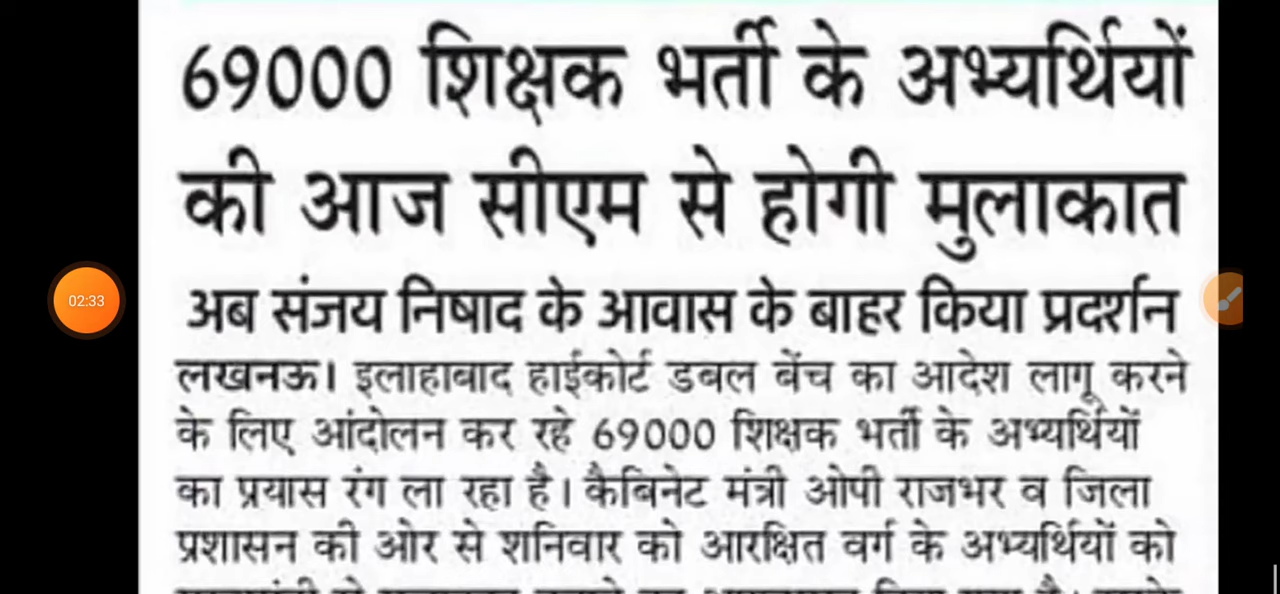 69000 शिक्षक भर्ती के अभ्यर्थियों
की आज सीएम से होगी मुलाकात
अब संजय निषाद के आवास के बाहर किया प्रदर्शन
लखनऊ। इलाहाबाद हाईकोर्ट डबल बेंच का आदेश लागू करने
के लिए आंदोलन कर रहे 69000 शिक्षक भर्ती के अभ्यर्थियों
का प्रयास रंग ला रहा है। कैबिनेट मंत्री ओपी राजभर व जिला
प्रशासन की ओर से शनिवार को आरक्षित वर्ग के अभ्यर्थियों को
02:33